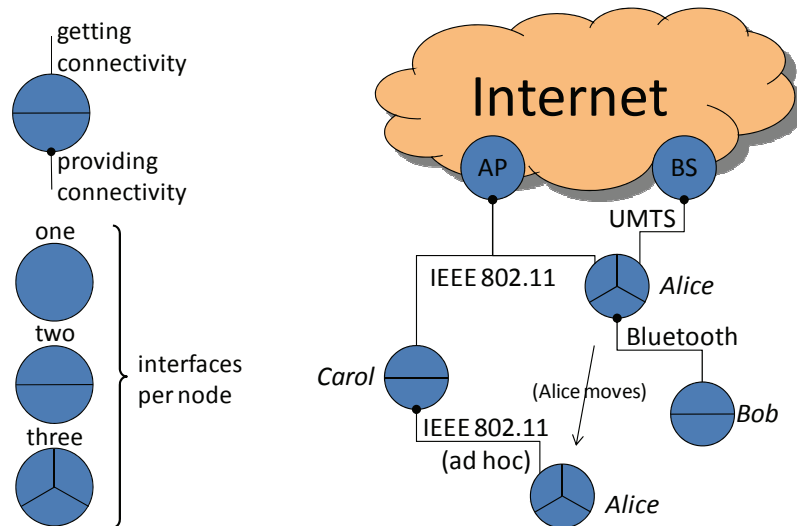 getting
connectivity
providing
connectivity
one
two
three
interfaces
per node
Internet
AP
BS
UMTS
IEEE 802.11
Alice
Bluetooth
Carol
(Alice moves)
Bob
IEEE 802.11
(ad hoc)
Alice